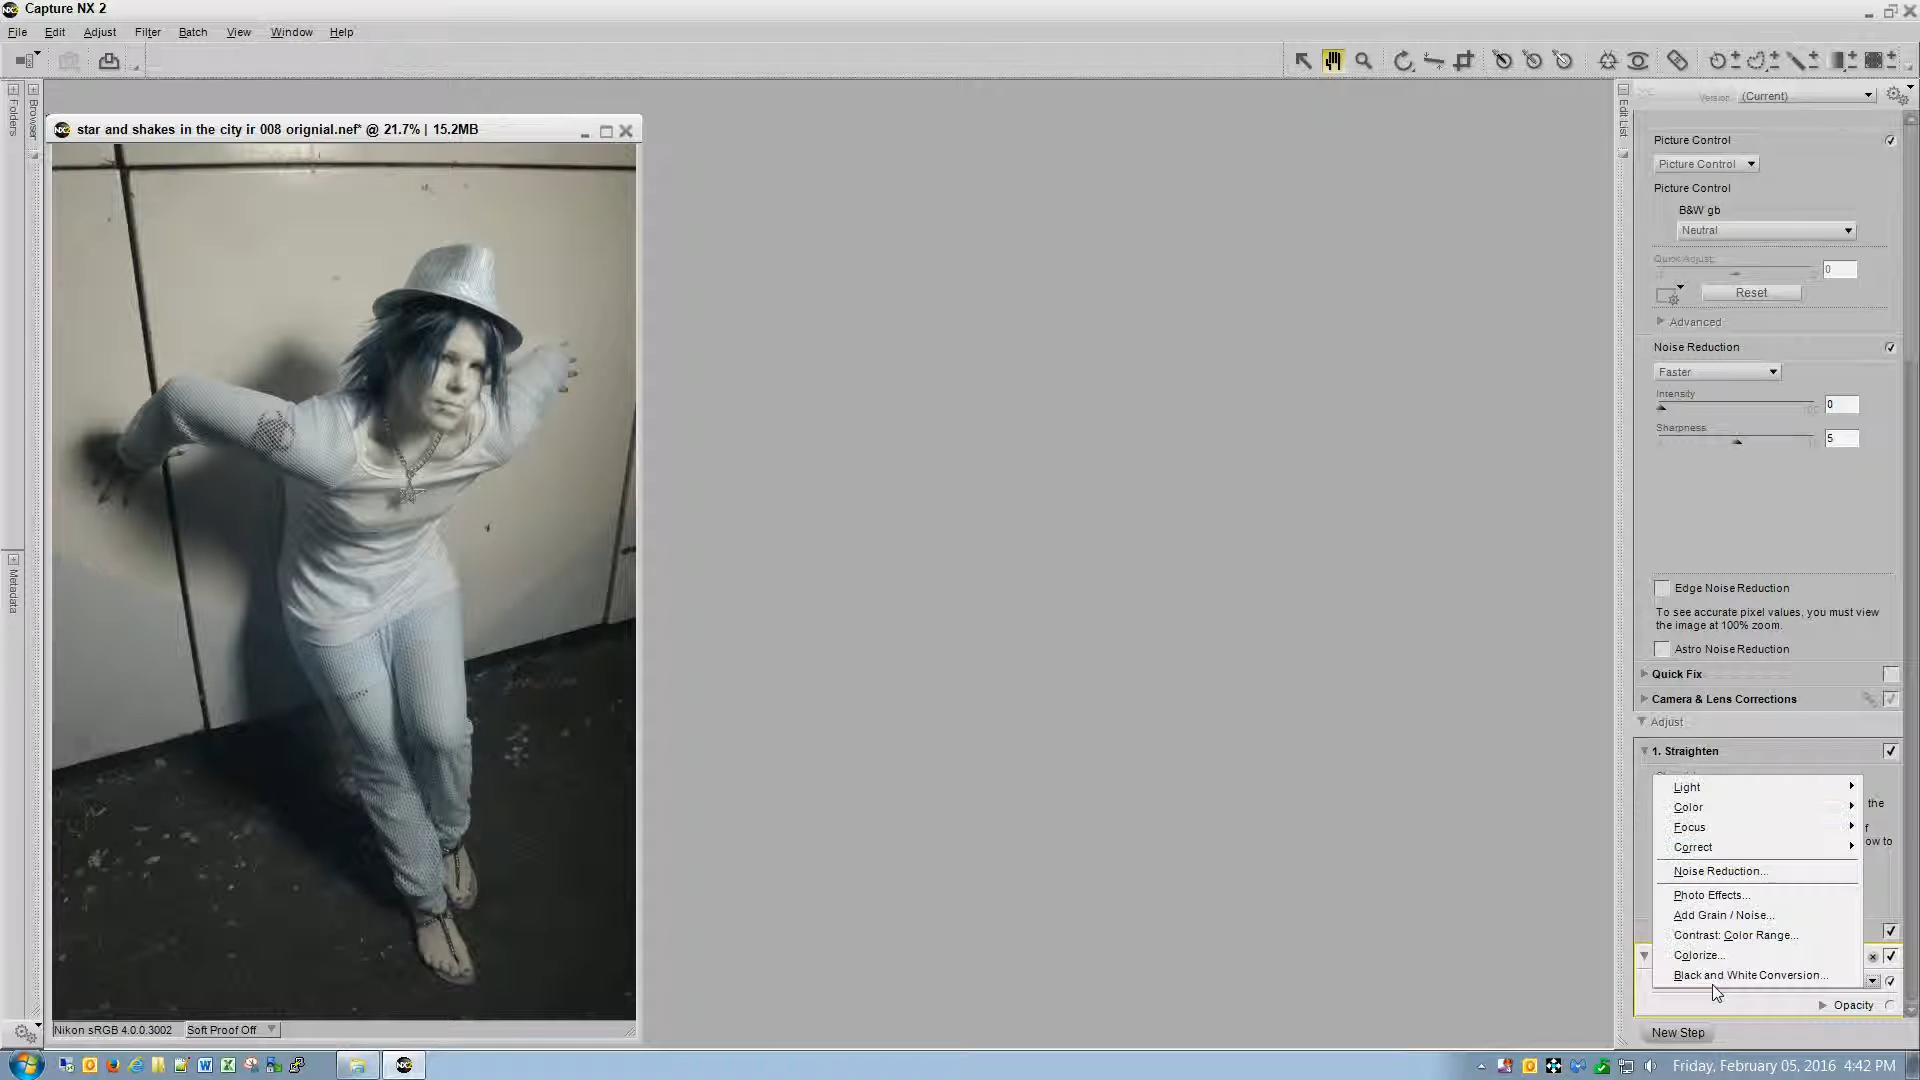 Capture NX 2
File Edit Adjust Filter Batch View Window Help
Folders
Browser
Metadata
star and shakes in the city ir 008 orignial.nef* @ 21.7% | 15.2MB
Nikon sRGB 4.0.0.3002 Soft Proof Off
Edit List
Version (Current)
Picture Control
Picture Control
Picture Control
B&W gb
Neutral
Quick Adjust:
0
Reset
Advanced
Noise Reduction
Faster
Intensity
0
Sharpness
5
Edge Noise Reduction
To see accurate pixel values, you must view
the image at 100% zoom.
Astro Noise Reduction
Quick Fix
Camera & Lens Corrections
Adjust
1. Straighten
Light
Color
the
Focus
f
Correct
ow to
Noise Reduction...
Photo Effects...
Add Grain / Noise...
Contrast: Color Range...
Colorize...
Black and White Conversion...
Opacity
New Step
Friday, February 05, 2016 4:42 PM